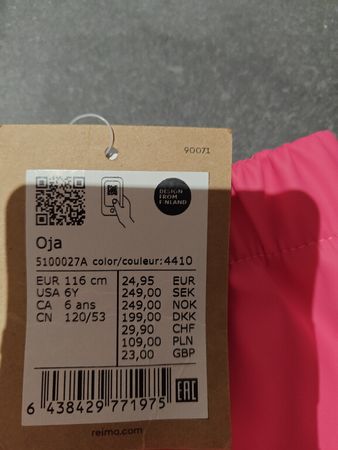 90071
DESIGN
FROM
FINLAND
Oja
5100027A color/couleur:4410
EUR 116 cm 24,95 EUR
USA 6Y 249,00 SEK
CA 6 ans 249,00 NOK
CN 120/53 199,00 DKK
29,90 CHF
109,00 PLN
23,00 GBP
6 438429 771975
EAC
reima.com